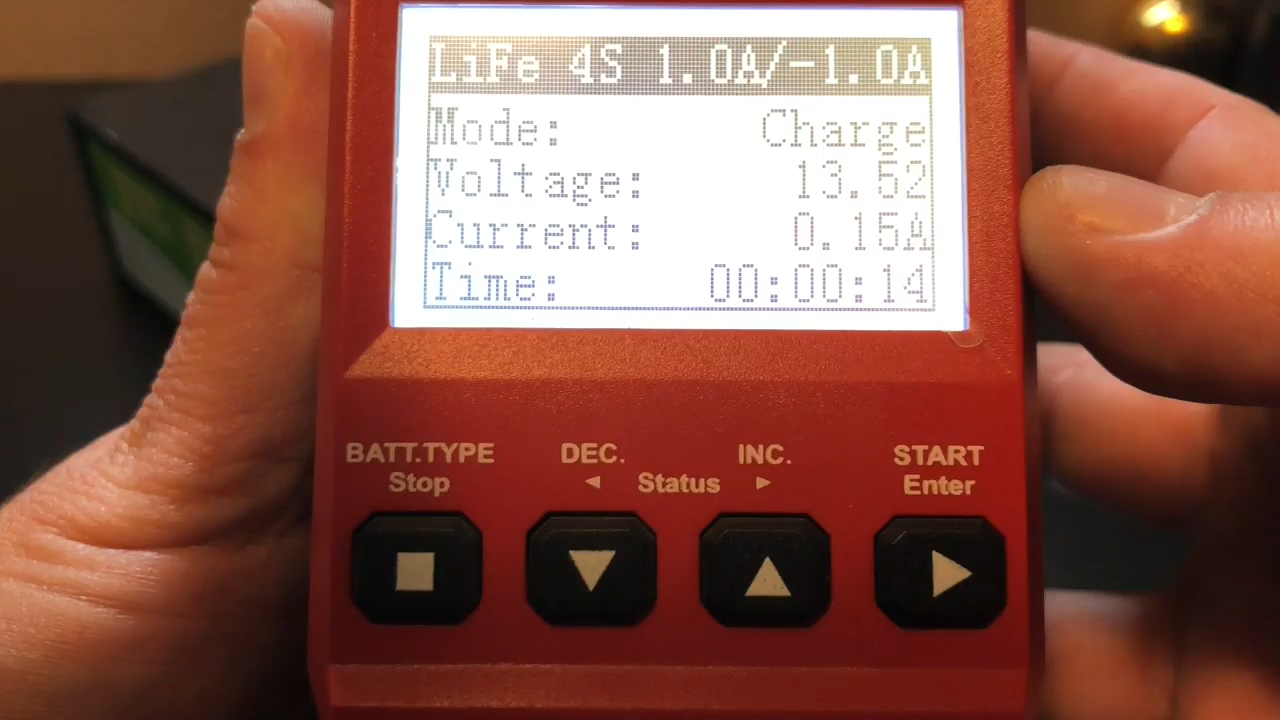 LiFe 4S 1.0A/-1.0A
Mode: Charge
Voltage: 13.52
Current: 0.15A
Time: 00:00:14
BATT.TYPE DEC. INC. START
Stop ◄ Status ► Enter